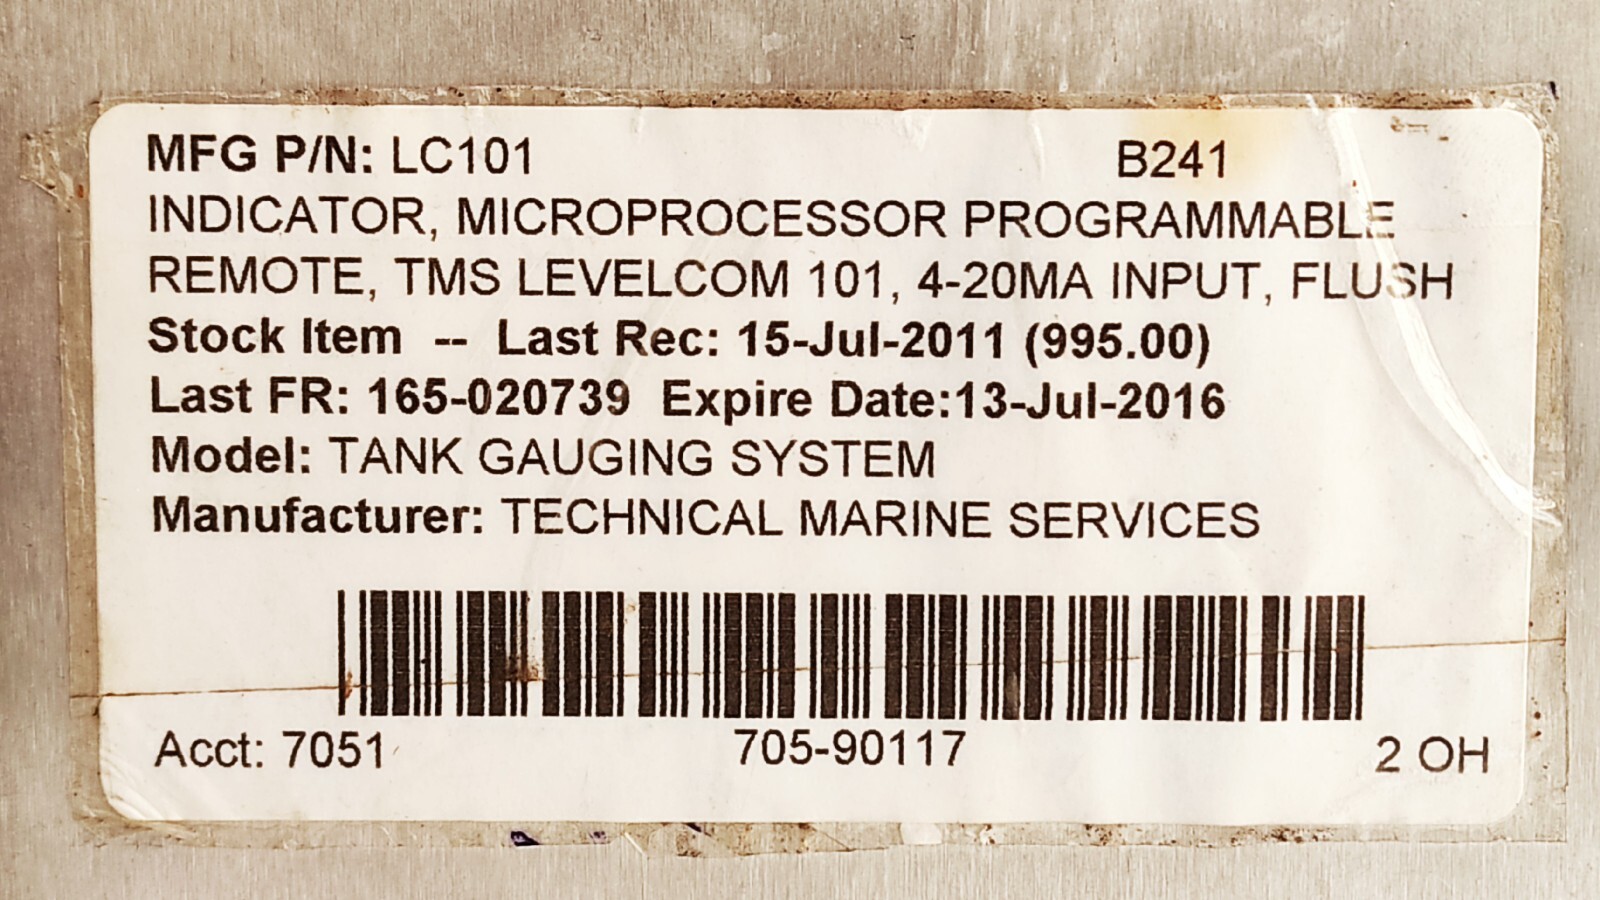 MFG P/N: LC101 B241
INDICATOR, MICROPROCESSOR PROGRAMMABLE
REMOTE, TMS LEVELCOM 101, 4-20MA INPUT, FLUSH
Stock Item -- Last Rec: 15-Jul-2011 (995.00)
Last FR: 165-020739 Expire Date:13-Jul-2016
Model: TANK GAUGING SYSTEM
Manufacturer: TECHNICAL MARINE SERVICES
Acct: 7051 705-90117 2 OH